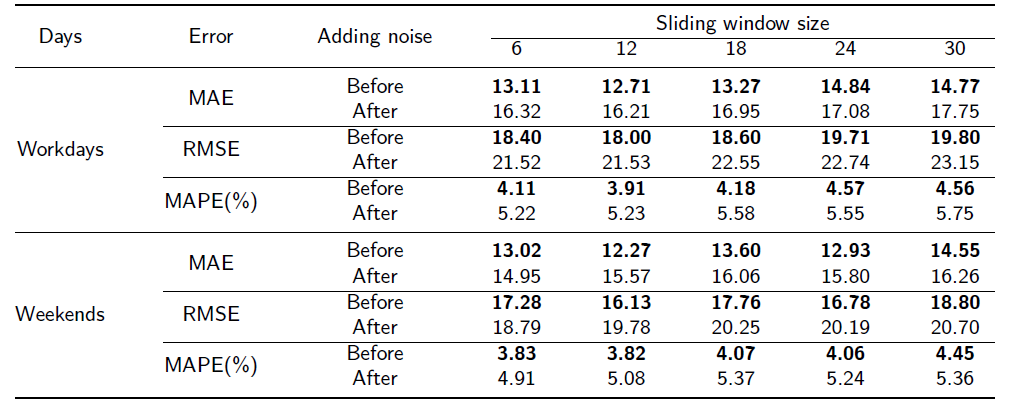 Sliding window size
Days Error Adding noise 6 12 18 24 30
Before 13.11 12.71 13.27 14.84 14.77
MAE
After 16.32 16.21 16.95 17.08 17.75
Before 18.40 18.00 18.60 19.71 19.80
Workdays RMSE
After 21.52 21.53 22.55 22.74 23.15
Before 4.11 3.91 4.18 4.57 4.56
MAPE(%)
After 5.22 5.23 5.58 5.55 5.75
Before 13.02 12.27 13.60 12.93 14.55
MAE
After 14.95 15.57 16.06 15.80 16.26
Before 17.28 16.13 17.76 16.78 18.80
Weekends RMSE
After 18.79 19.78 20.25 20.19 20.70
Before 3.83 3.82 4.07 4.06 4.45
MAPE(%)
After 4.91 5.08 5.37 5.24 5.36